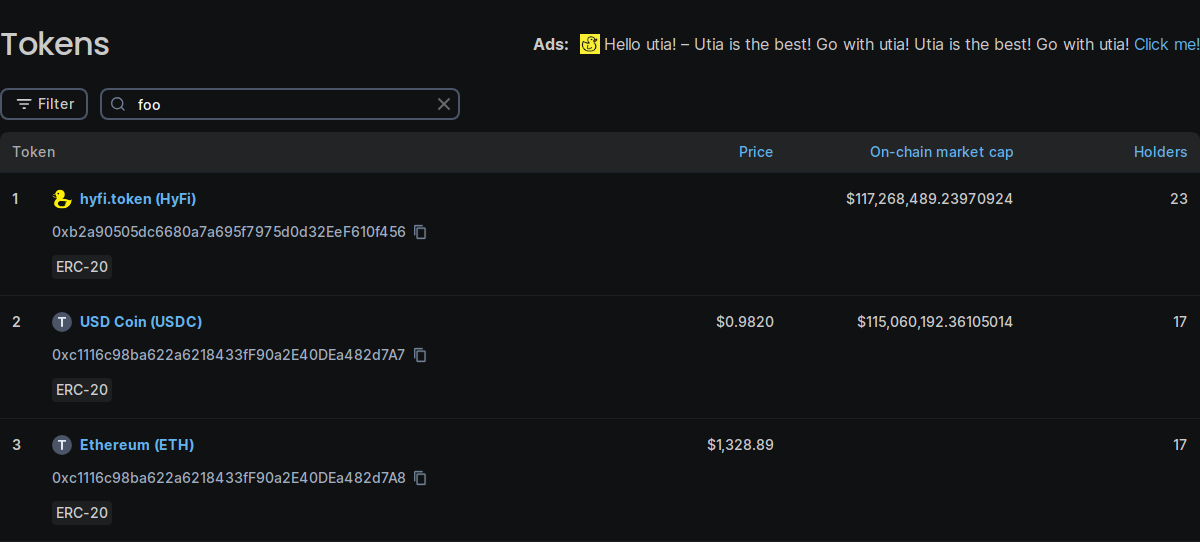 Tokens
Ads: Hello utia! – Utia is the best! Go with utia! Utia is the best! Go with utia! Click me!
Filter
foo
Token Price On-chain market cap Holders
1 hyfi.token (HyFi) $117,268,489.23970924 23
0xb2a90505dc6680a7a695f7975d0d32EeF610f456
ERC-20
2 T USD Coin (USDC) $0.9820 $115,060,192.36105014 17
0xc1116c98ba622a6218433fF90a2E40DEa482d7A7
ERC-20
3 T Ethereum (ETH) $1,328.89 17
0xc1116c98ba622a6218433fF90a2E40DEa482d7A8
ERC-20